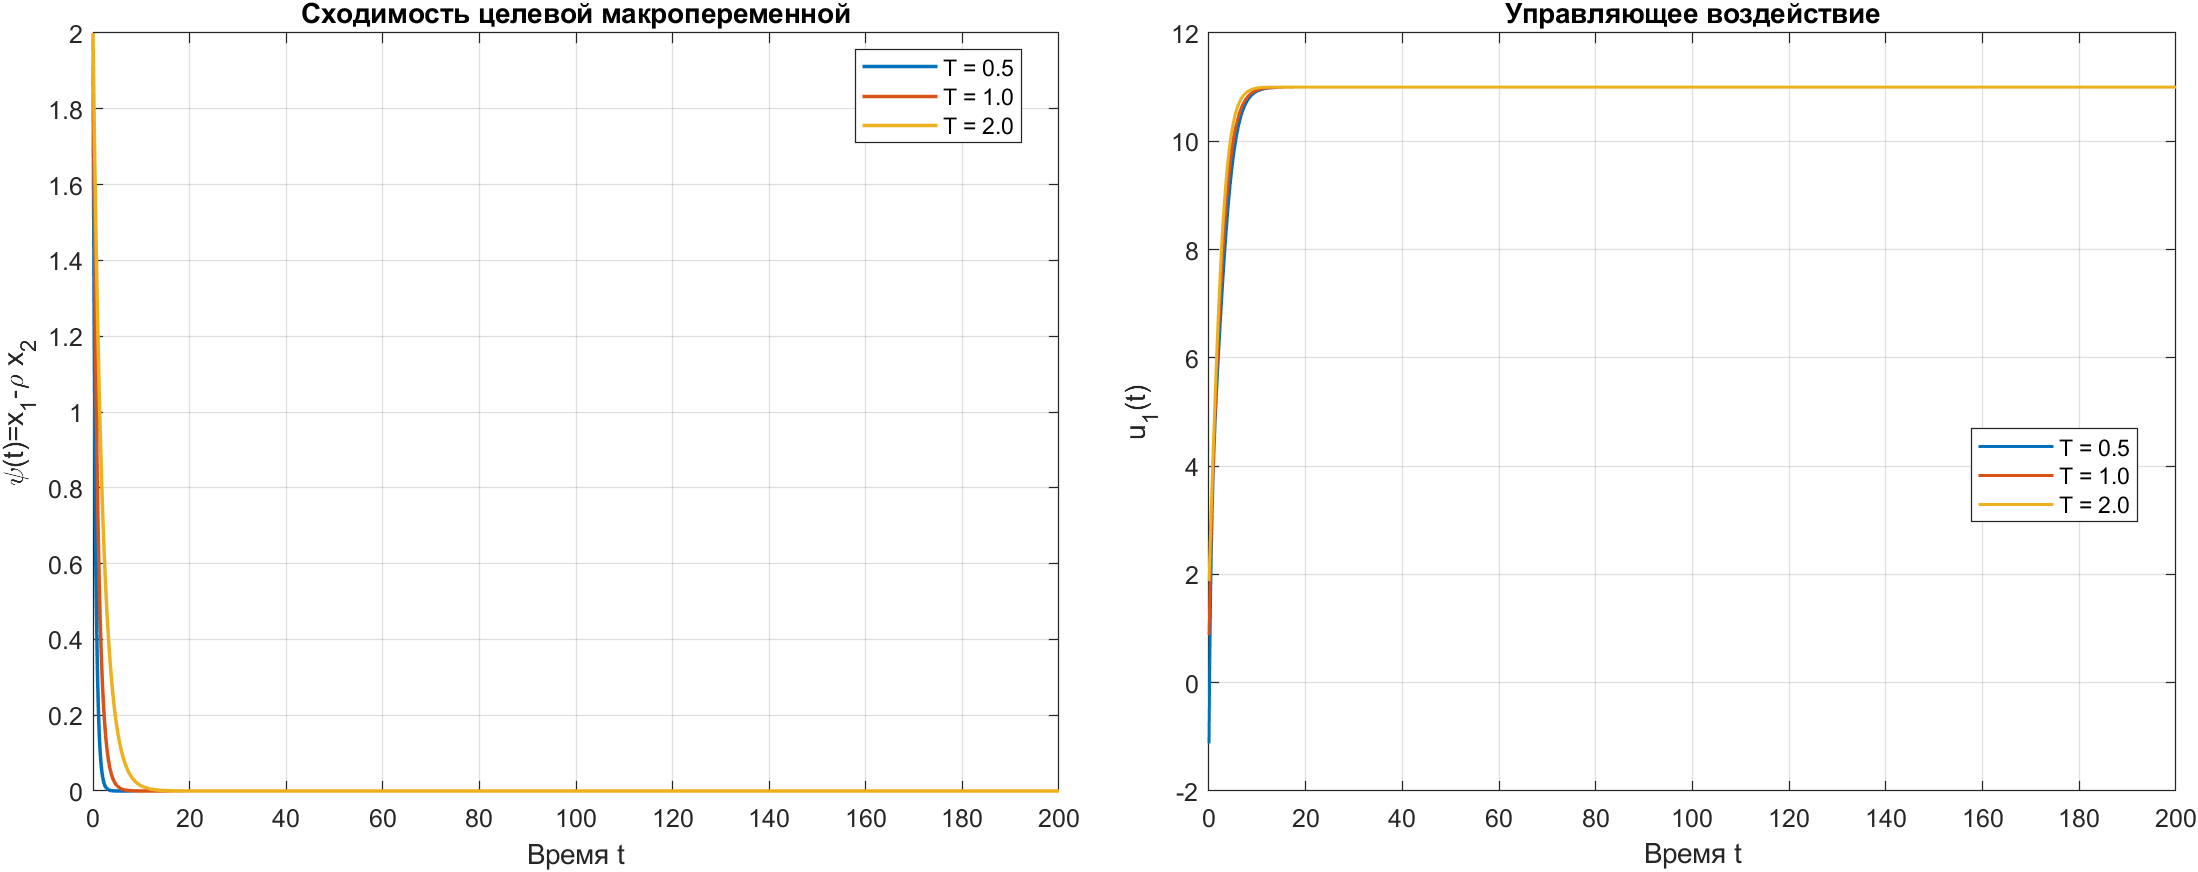 Сходимость целевой макропеременной
2
1.8
1.6
1.4
1.2
1
0.8
0.6
0.4
0.2
0
ψ(t)=x₁-ρ x₂
T = 0.5
T = 1.0
T = 2.0
0 20 40 60 80 100 120 140 160 180 200
Время t
Управляющее воздействие
12
10
8
6
4
2
0
-2
u₁(t)
T = 0.5
T = 1.0
T = 2.0
0 20 40 60 80 100 120 140 160 180 200
Время t